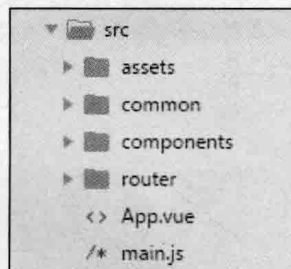 src
assets
common
components
router
<> App.vue
/* main.js